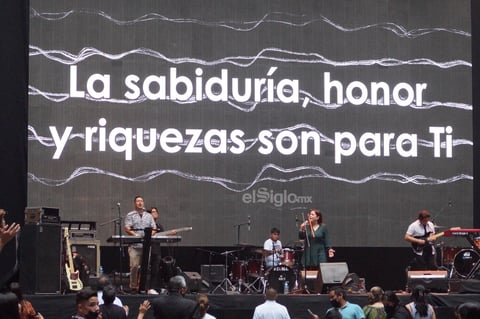 La sabiduría, honor
y riquezas son para Ti
elSiglo.mx